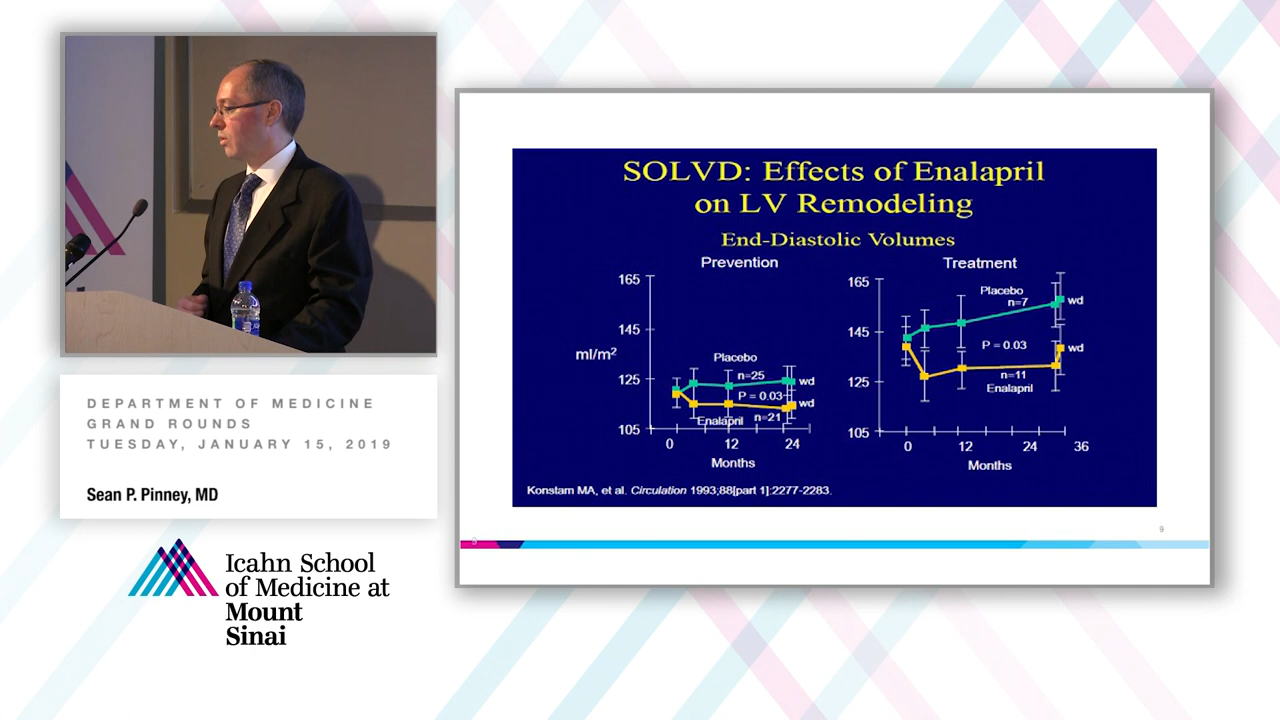 DEPARTMENT OF MEDICINE
GRAND ROUNDS
TUESDAY, JANUARY 15, 2019
Sean P. Pinney, MD
Icahn School
of Medicine at
Mount
Sinai
SOLVD: Effects of Enalapril
on LV Remodeling
End-Diastolic Volumes
Prevention
165
145
ml/m²
125
105
Placebo
n=25
wd
P = 0.03
wd
Enalapril
n=21
0
12
24
Months
Treatment
165
145
125
105
Placebo
n=7
wd
P = 0.03
wd
n=11
Enalapril
0
12
24
36
Months
Konstam MA, et al. Circulation 1993;88[part 1]:2277-2283.
9
9